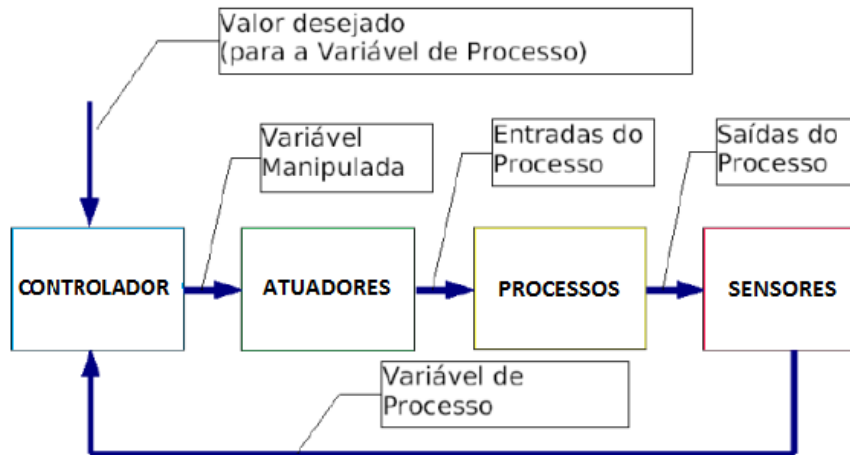 Valor desejado
(para a Variável de Processo)
Variável
Manipulada
Entradas do
Processo
Saídas do
Processo
CONTROLADOR
ATUADORES
PROCESSOS
SENSORES
Variável de
Processo